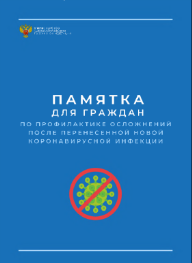 ПАМЯТКА
ДЛЯ ГРАЖДАН
ПО ПРОФИЛАКТИКЕ ОСЛОЖНЕНИЙ
ПОСЛЕ ПЕРЕНЕСЕННОЙ НОВОЙ
КОРОНАВИРУСНОЙ ИНФЕКЦИИ